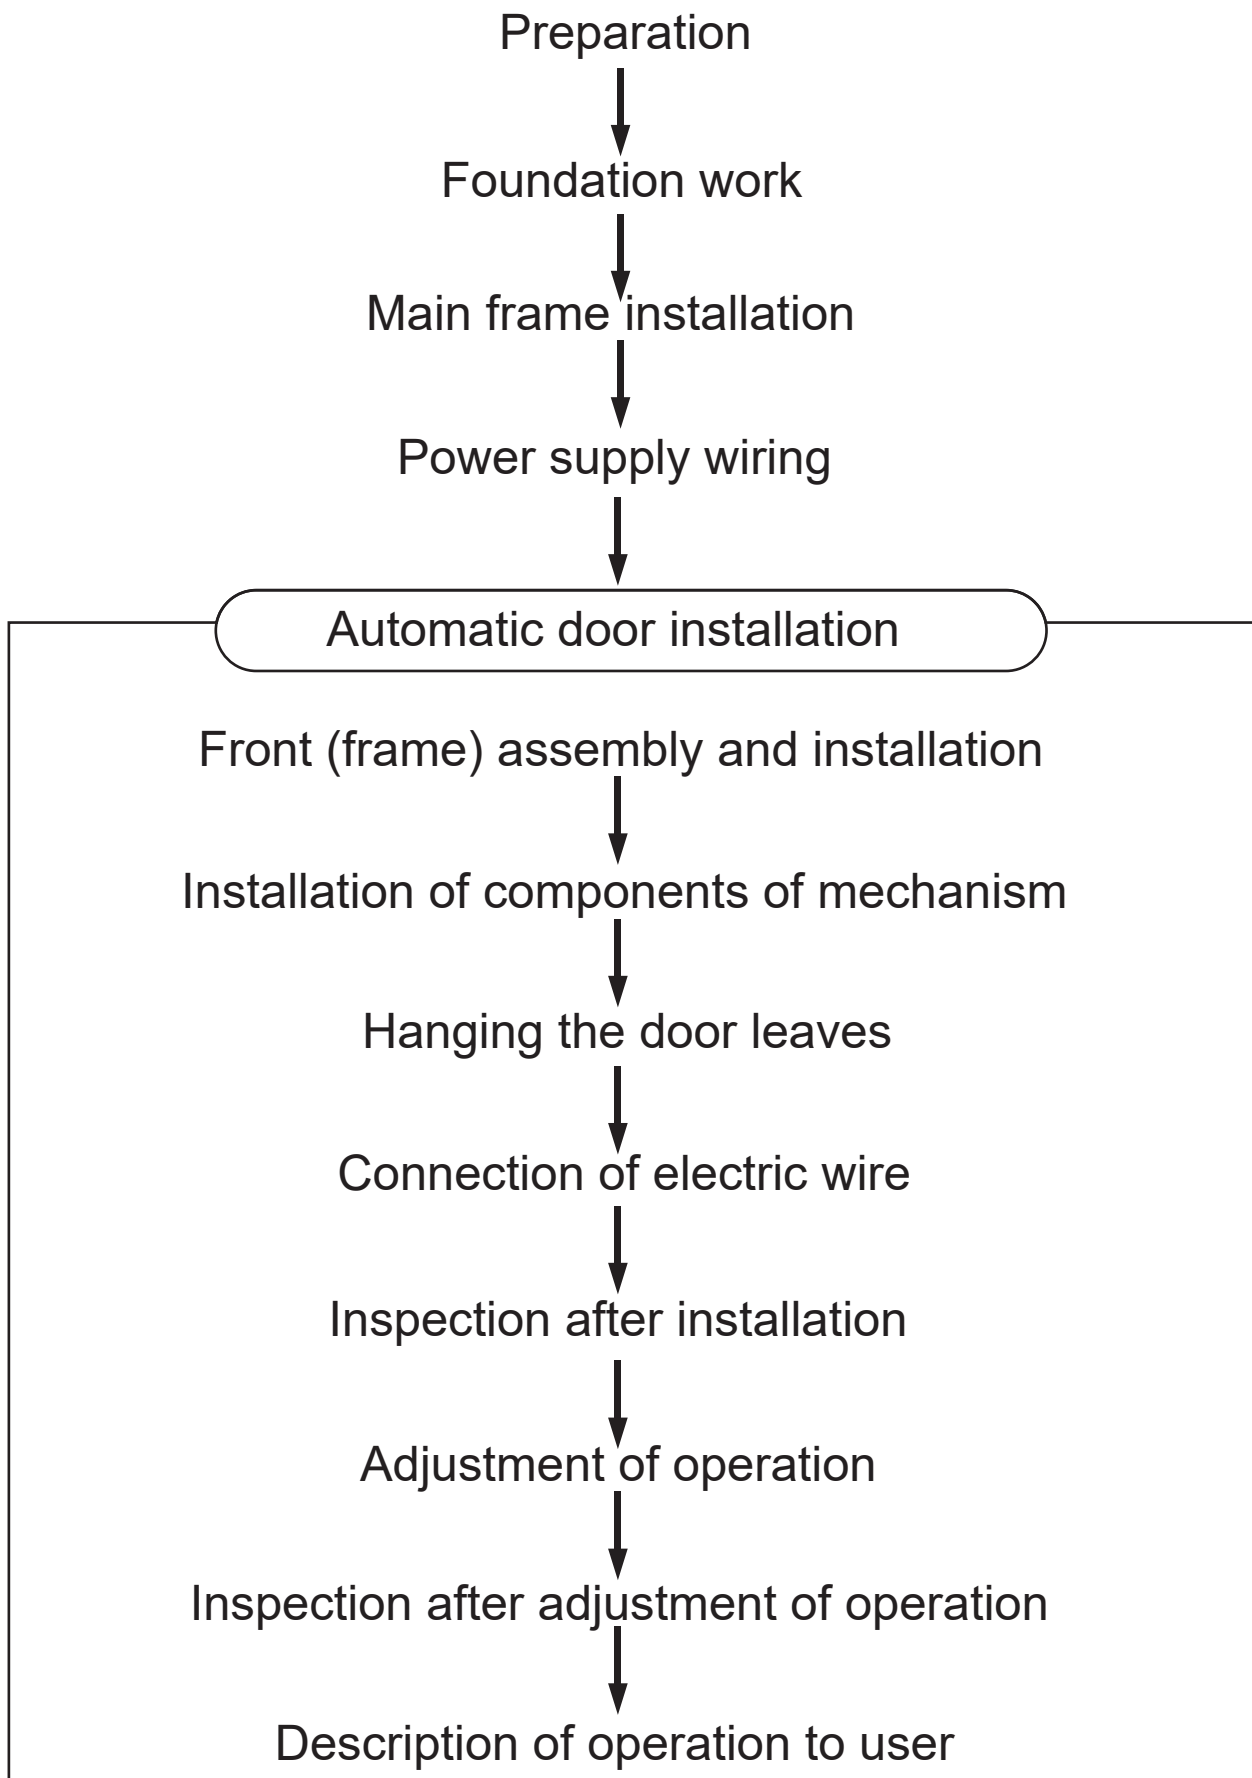 Preparation
Foundation work
Main frame installation
Power supply wiring
Automatic door installation
Front (frame) assembly and installation
Installation of components of mechanism
Hanging the door leaves
Connection of electric wire
Inspection after installation
Adjustment of operation
Inspection after adjustment of operation
Description of operation to user